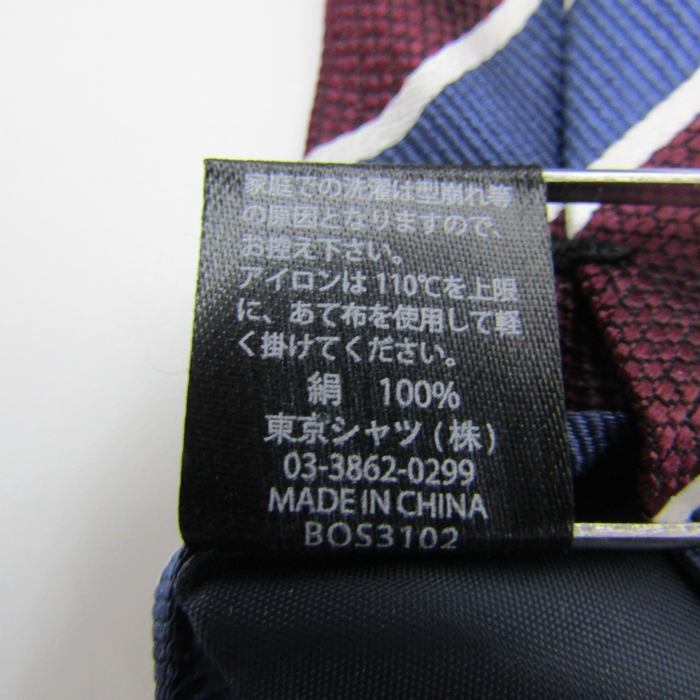 家庭での洗濯は型崩れ等
の原因となりますので、
お控え下さい。
アイロンは110℃を上限
に、あて布を使用して軽
く掛けてください。
絹 100%
東京シャツ(株)
03-3862-0299
MADE IN CHINA
BOS3102